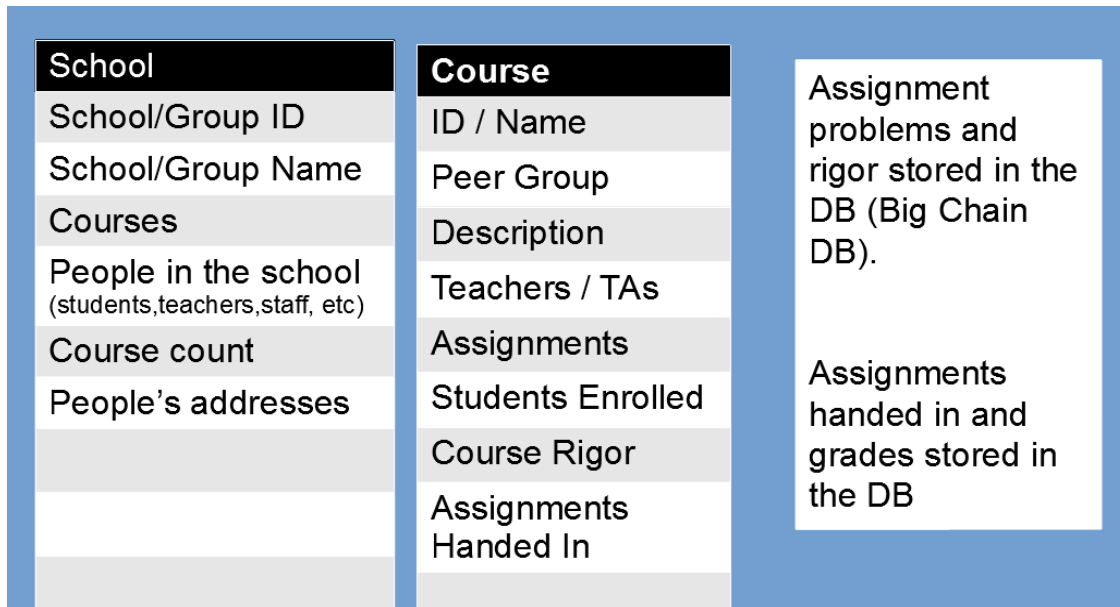 School
School/Group ID
School/Group Name
Courses
People in the school
(students,teachers,staff, etc)
Course count
People’s addresses
Course
ID / Name
Peer Group
Description
Teachers / TAs
Assignments
Students Enrolled
Course Rigor
Assignments
Handed In
Assignment
problems and
rigor stored in the
DB (Big Chain
DB).
Assignments
handed in and
grades stored in
the DB